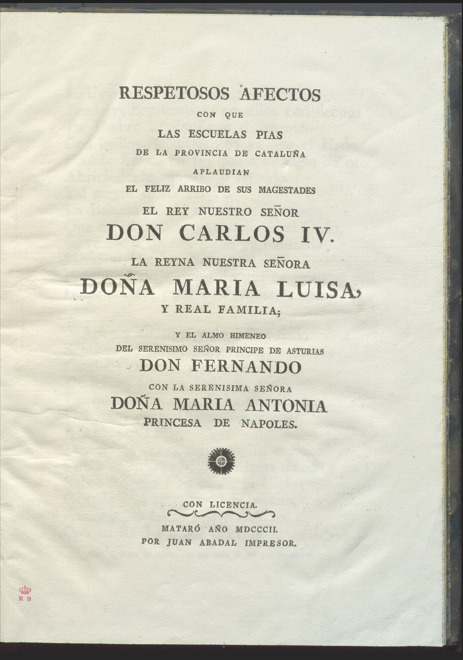 RESPETOSOS AFECTOS
CON QUE
LAS ESCUELAS PIAS
DE LA PROVINCIA DE CATALUÑA
APLAUDIAN
EL FELIZ ARRIBO DE SUS MAGESTADES
EL REY NUESTRO SEÑOR
DON CARLOS IV.
LA REYNA NUESTRA SEÑORA
DOÑA MARIA LUISA,
Y REAL FAMILIA;
Y EL ALMO HIMENEO
DEL SERENISIMO SEÑOR PRINCIPE DE ASTURIAS
DON FERNANDO
CON LA SERENISIMA SEÑORA
DOÑA MARIA ANTONIA
PRINCESA DE NAPOLES.
CON LICENCIA.
MATARÓ AÑO MDCCCII.
POR JUAN ABADAL IMPRESOR.
R B